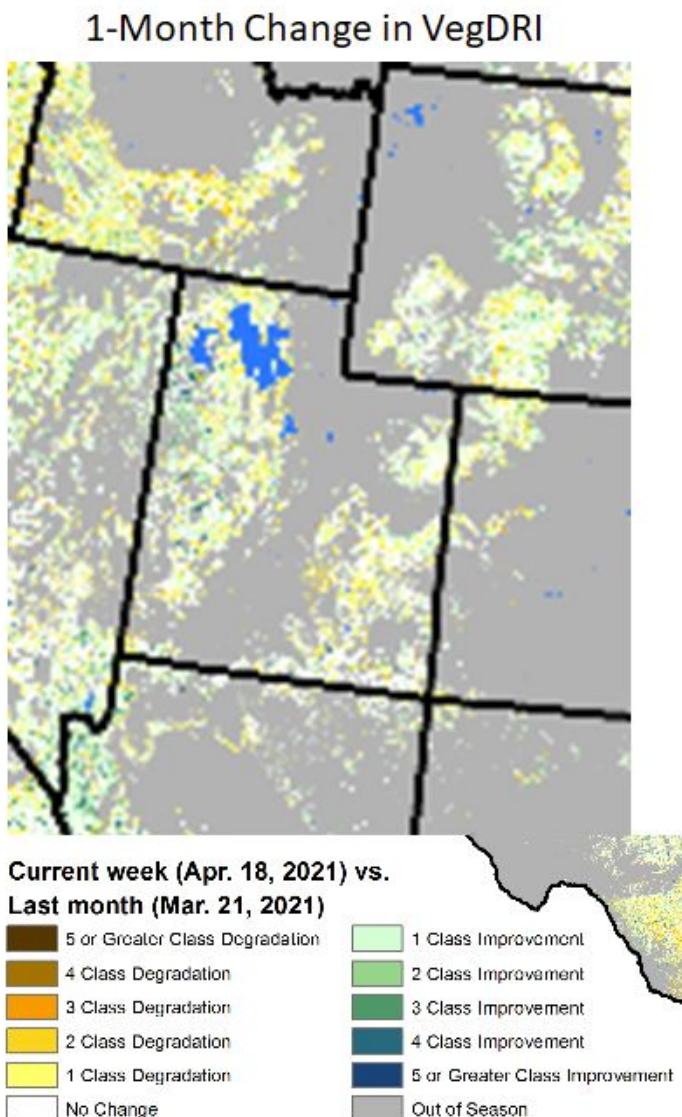 1-Month Change in VegDRI
Current week (Apr. 18, 2021) vs.
Last month (Mar. 21, 2021)
5 or Greater Class Degradation
4 Class Degradation
3 Class Degradation
2 Class Degradation
1 Class Degradation
No Change
1 Class Improvement
2 Class Improvement
3 Class Improvement
4 Class Improvement
5 or Greater Class Improvement
Out of Season